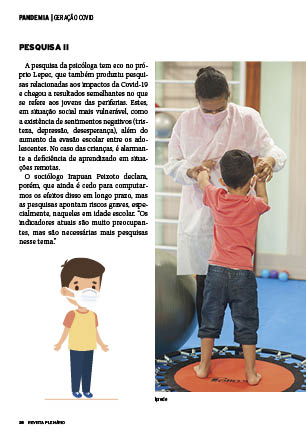 PANDEMIA | GERAÇÃO COVID
PESQUISA II
A pesquisa da psicóloga tem eco no pró-
prio Lepec, que também produziu pesqui-
sas relacionadas aos impactos da Covid-19
e chegou a resultados semelhantes no que
se refere aos jovens das periferias. Estes,
em situação social mais vulnerável, como
a existência de sentimentos negativos (tris-
teza, depressão, desesperança), além do
aumento da evasão escolar entre os ado-
lescentes. No caso das crianças, é alarman-
te a deficiência de aprendizado em situa-
ções remotas.
O sociólogo Irapuan Peixoto declara,
porém, que ainda é cedo para computar-
mos os efeitos disso em longo prazo, mas
as pesquisas apontam riscos graves, espe-
cialmente, naqueles em idade escolar. “Os
indicadores atuais são muito preocupan-
tes, mas são necessárias mais pesquisas
nesse tema.”
Iprede
REVISTA PLENÁRIO